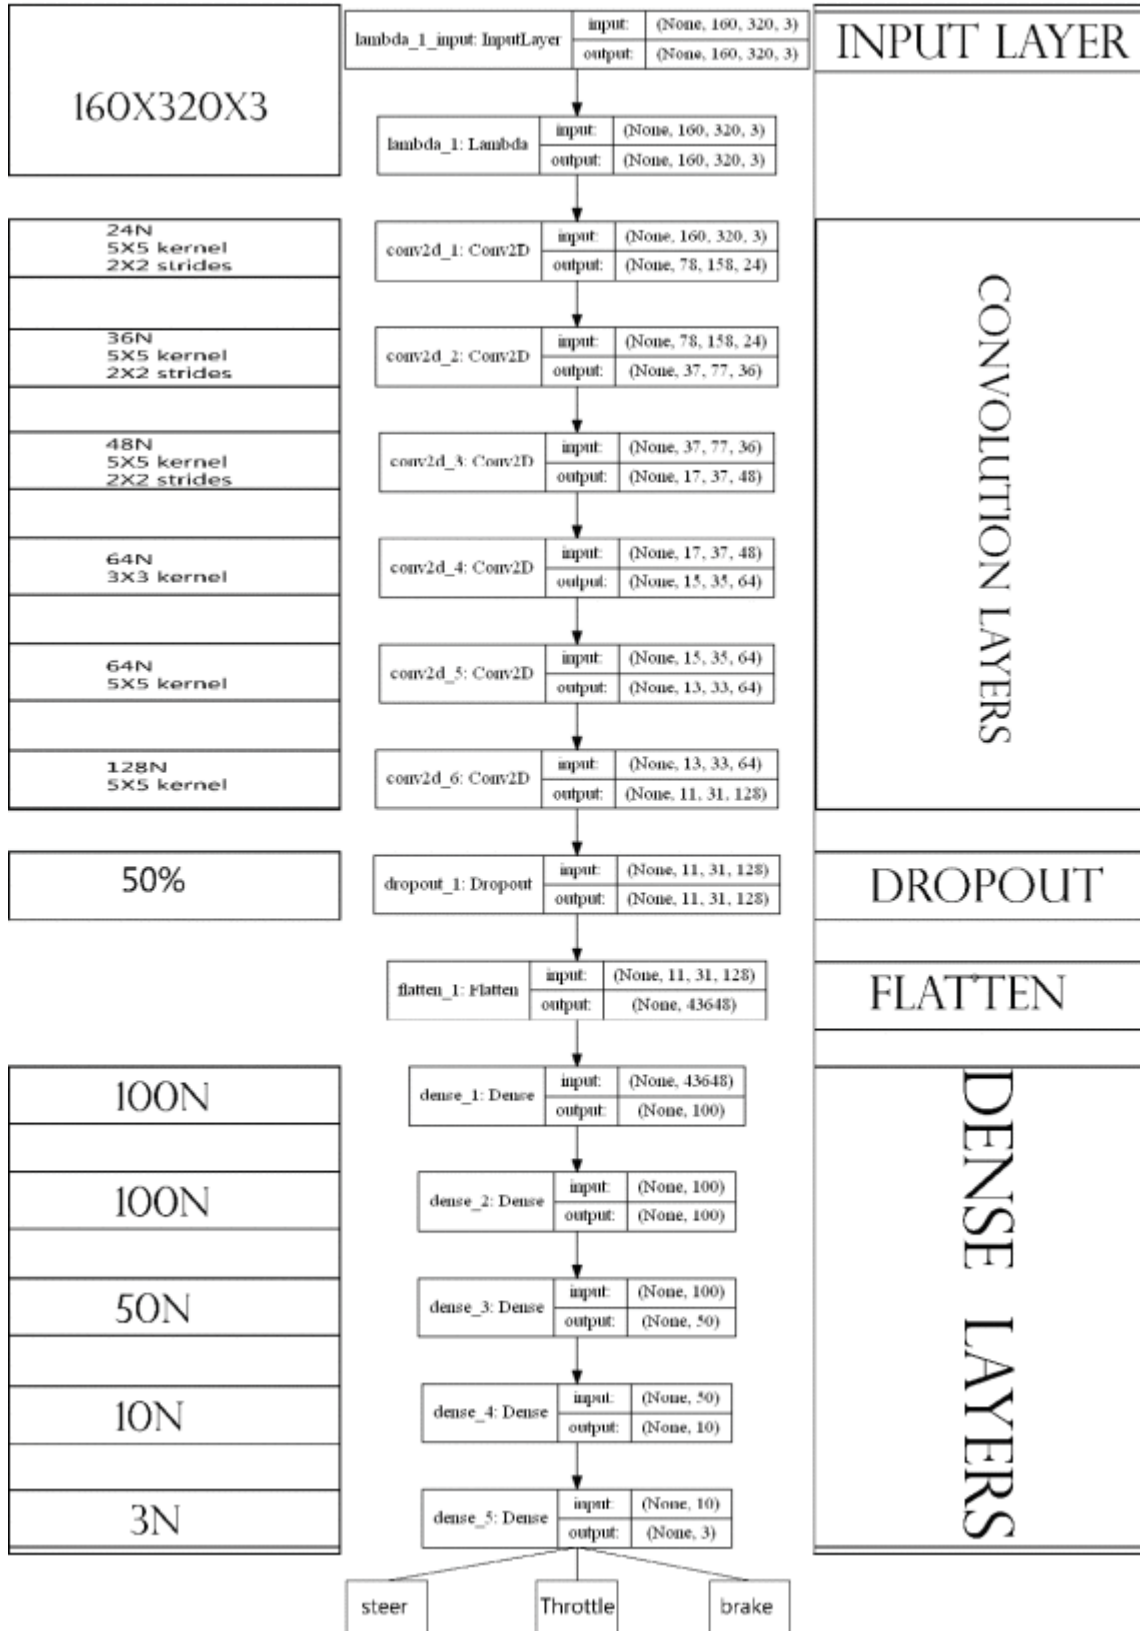 160X320X3
lambda_1_input: InputLayer
input: (None, 160, 320, 3)
output: (None, 160, 320, 3)
INPUT LAYER
lambda_1: Lambda
input: (None, 160, 320, 3)
output: (None, 160, 320, 3)
24N
5X5 kernel
2X2 strides
conv2d_1: Conv2D
input: (None, 160, 320, 3)
output: (None, 78, 158, 24)
CONVOLUTION LAYERS
36N
5X5 kernel
2X2 strides
conv2d_2: Conv2D
input: (None, 78, 158, 24)
output: (None, 37, 77, 36)
48N
5X5 kernel
2X2 strides
conv2d_3: Conv2D
input: (None, 37, 77, 36)
output: (None, 17, 37, 48)
64N
3X3 kernel
conv2d_4: Conv2D
input: (None, 17, 37, 48)
output: (None, 15, 35, 64)
64N
5X5 kernel
conv2d_5: Conv2D
input: (None, 15, 35, 64)
output: (None, 13, 33, 64)
128N
5X5 kernel
conv2d_6: Conv2D
input: (None, 13, 33, 64)
output: (None, 11, 31, 128)
50%
dropout_1: Dropout
input: (None, 11, 31, 128)
output: (None, 11, 31, 128)
DROPOUT
flatten_1: Flatten
input: (None, 11, 31, 128)
output: (None, 43648)
FLATTEN
100N
dense_1: Dense
input: (None, 43648)
output: (None, 100)
DENSE LAYERS
100N
dense_2: Dense
input: (None, 100)
output: (None, 100)
50N
dense_3: Dense
input: (None, 100)
output: (None, 50)
10N
dense_4: Dense
input: (None, 50)
output: (None, 10)
3N
dense_5: Dense
input: (None, 10)
output: (None, 3)
steer
Throttle
brake